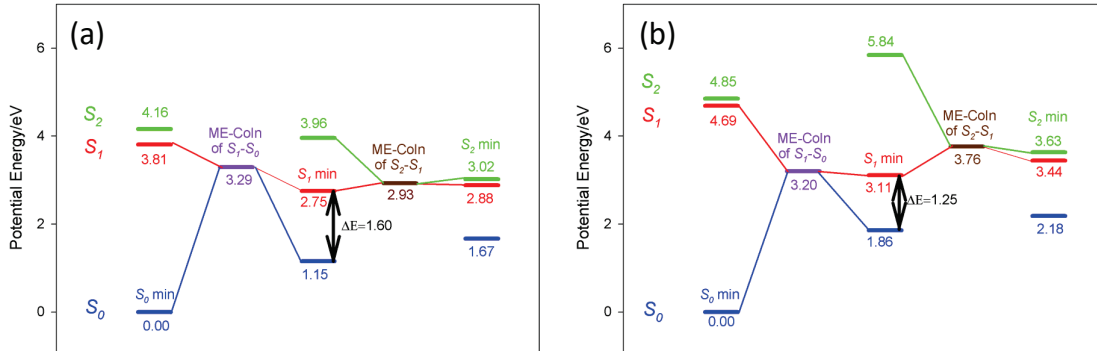 (a)
Potential Energy/eV
6
4
2
0
S2
4.16
S1
3.81
ME-CoIn
of S1-S0
3.29
3.96
S1 min
2.75
ME-CoIn
of S2-S1
2.93
S2 min
3.02
2.88
ΔE=1.60
1.15
1.67
S0 min
S0
0.00
(b)
Potential Energy/eV
6
4
2
0
S2
4.85
S1
4.69
ME-CoIn
of S1-S0
3.20
5.84
S1 min
3.11
ME-CoIn
of S2-S1
3.76
S2 min
3.63
3.44
ΔE=1.25
1.86
2.18
S0 min
S0
0.00